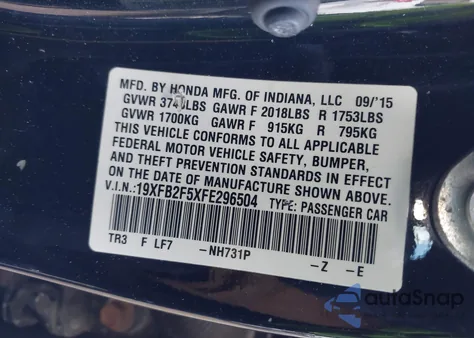 MFD. BY HONDA MFG. OF INDIANA, LLC 09/'15
GVWR LBS GAWR F 2018LBS R 1753LBS
GVWR 1700KG GAWR F 915KG R 795KG
THIS VEHICLE CONFORMS TO ALL APPLICABLE
FEDERAL MOTOR VEHICLE SAFETY, BUMPER,
AND THEFT PREVENTION STANDARDS IN EFFECT
ON THE DATE OF MANUFACTURE SHOWN ABOVE.
V.I.N.:19XFB2F5XFE296504 TYPE: PASSENGER CAR
TR3 F LF7 -NH731P -Z -E
autoSnap